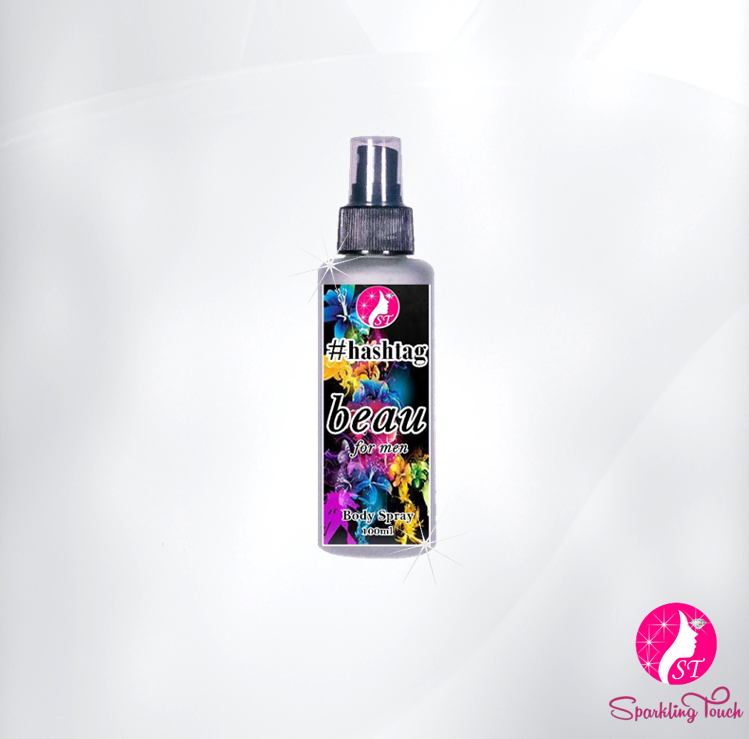 ST
#hashtag
beau
for men
Body Spray
100ml
ST
Sparkling Touch